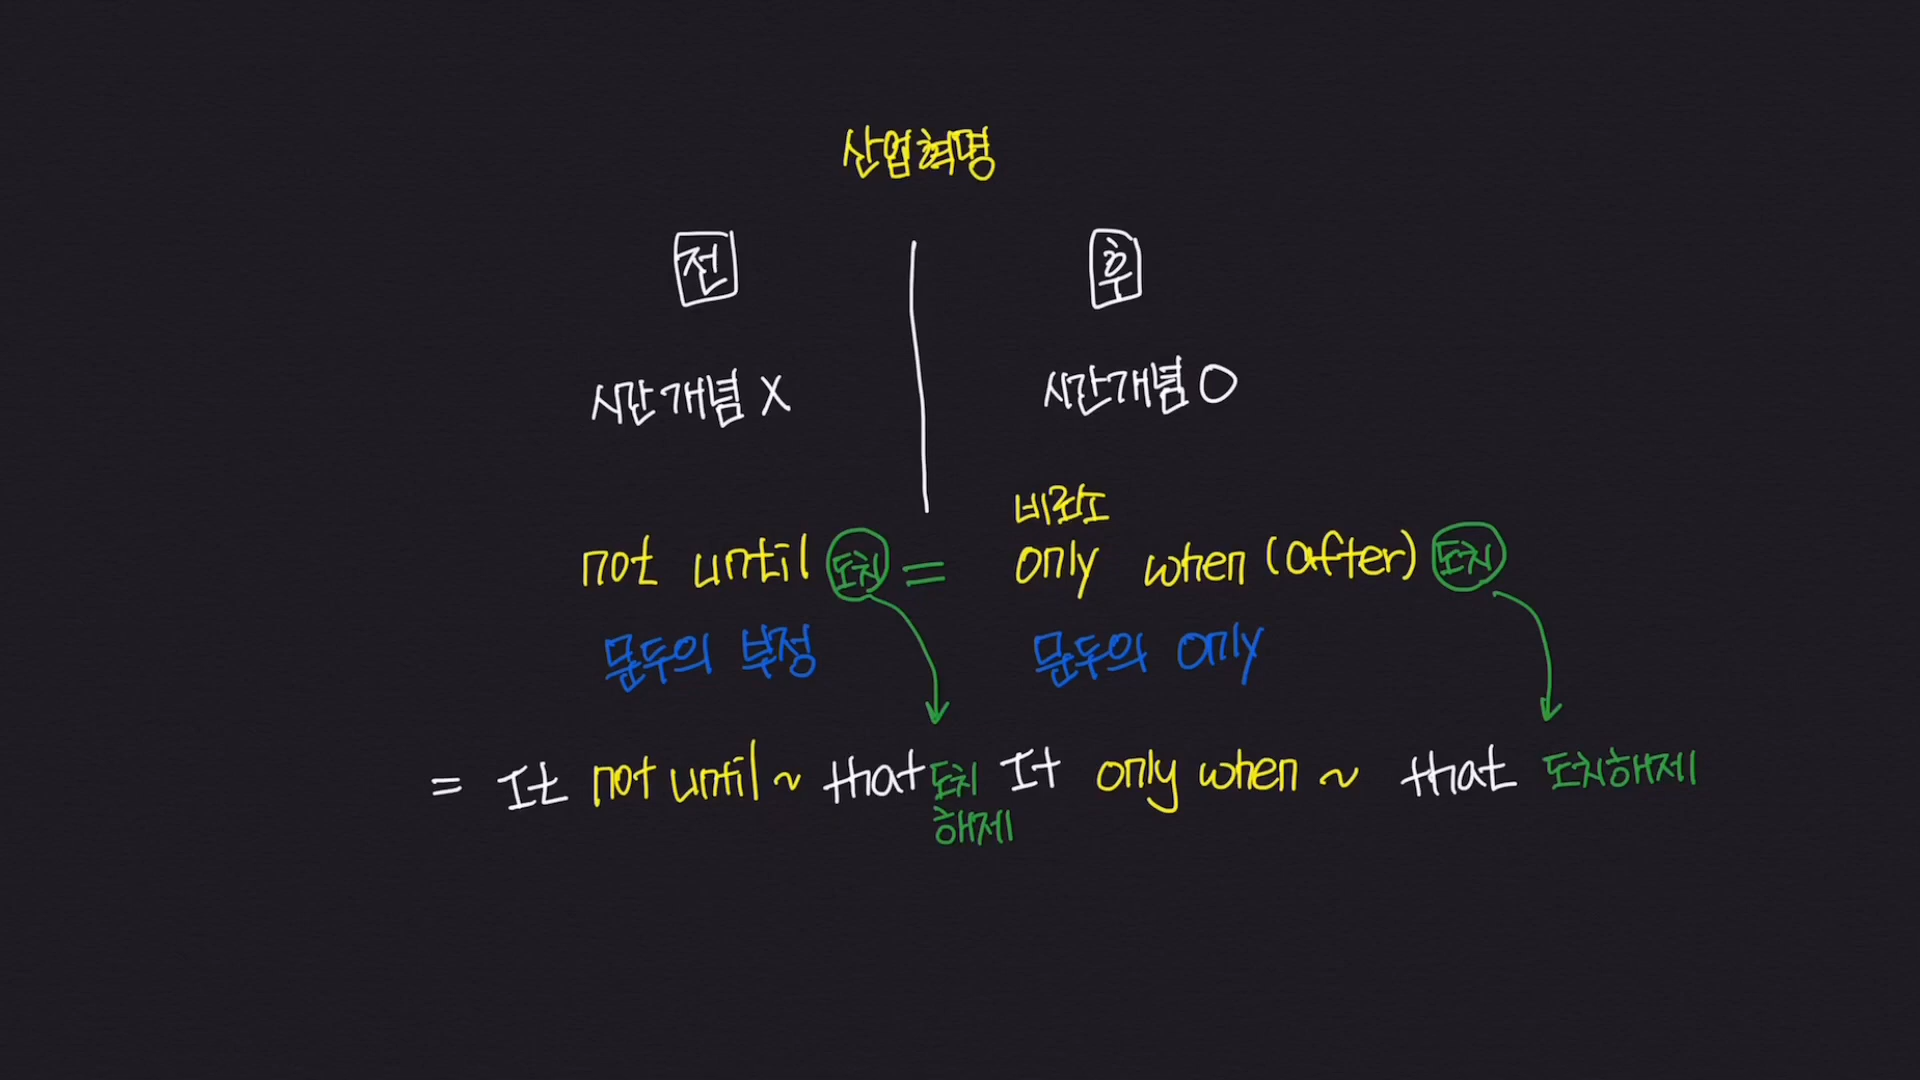 산업혁명
전 후
시간개념 X 시간개념 O
비로소
not until 도치 = only when (after) 도치
문두의 부정 문두의 only
= It not until ~ that 도치 It only when ~ that 도치해제
해제